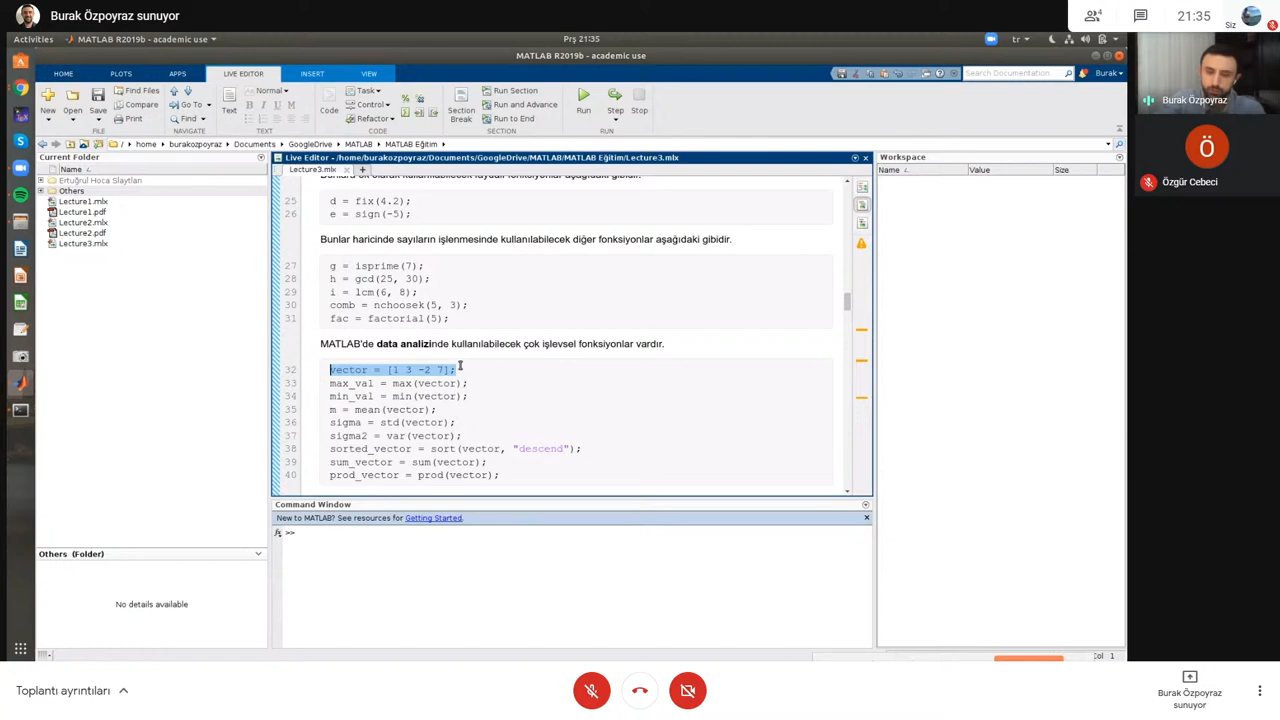 Burak Özpoyraz sunuyor
4
21:35
Siz
Activities
MATLAB R2019b - academic use
Prş 21:35
tr
MATLAB R2019b - academic use
HOME
PLOTS
APPS
LIVE EDITOR
INSERT
VIEW
Search Documentation
Burak
New
Open
Save
Find Files
Compare
Print
Go To
Find
Text
Normal
B I U M
Code
Task
Control
Refactor
Section
Break
Run Section
Run and Advance
Run to End
Run
Step
Stop
FILE
NAVIGATE
TEXT
CODE
SECTION
RUN
/ home burakozpoyraz Documents GoogleDrive MATLAB MATLAB Eğitim
Current Folder
Name
Ertuğrul Hoca Slaytları
Others
Lecture1.mlx
Lecture1.pdf
Lecture2.mlx
Lecture2.pdf
Lecture3.mlx
Others (Folder)
No details available
Live Editor - /home/burakozpoyraz/Documents/GoogleDrive/MATLAB/MATLAB Eğitim/Lecture3.mlx
Lecture3.mlx
25 d = fix(4.2);
26 e = sign(-5);
Bunlar haricinde sayıların işlenmesinde kullanılabilecek diğer fonksiyonlar aşağıdaki gibidir.
27 g = isprime(7);
28 h = gcd(25, 30);
29 i = lcm(6, 8);
30 comb = nchoosek(5, 3);
31 fac = factorial(5);
MATLAB'de data analizinde kullanılabilecek çok işlevsel fonksiyonlar vardır.
32 vector = [1 3 -2 7];
33 max_val = max(vector);
34 min_val = min(vector);
35 m = mean(vector);
36 sigma = std(vector);
37 sigma2 = var(vector);
38 sorted_vector = sort(vector, "descend");
39 sum_vector = sum(vector);
40 prod_vector = prod(vector);
Command Window
New to MATLAB? See resources for Getting Started.
fx >>
Workspace
Name
Value
Size
Col 1
Burak Özpoyraz
Ö
Özgür Cebeci
Toplantı ayrıntıları
Burak Özpoyraz
sunuyor